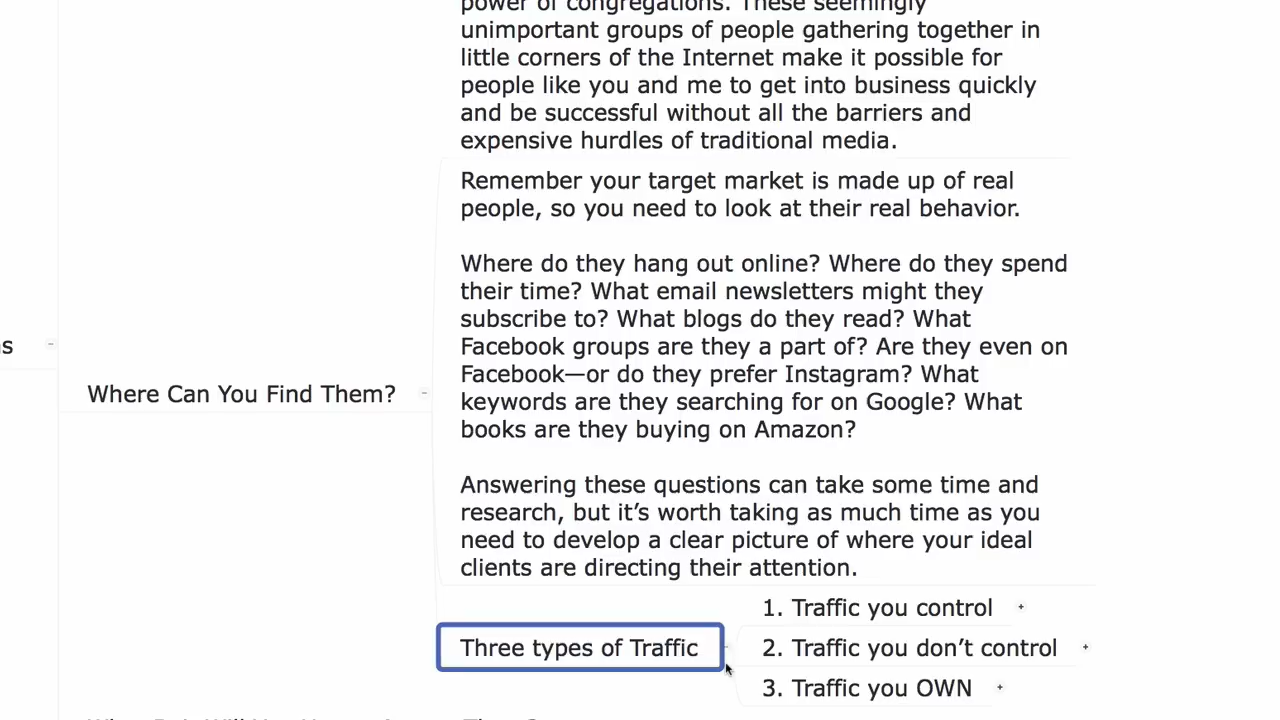 power of congregations. These seemingly
unimportant groups of people gathering together in
little corners of the Internet make it possible for
people like you and me to get into business quickly
and be successful without all the barriers and
expensive hurdles of traditional media.
Remember your target market is made up of real
people, so you need to look at their real behavior.
Where do they hang out online? Where do they spend
their time? What email newsletters might they
subscribe to? What blogs do they read? What
Facebook groups are they a part of? Are they even on
Facebook—or do they prefer Instagram? What
keywords are they searching for on Google? What
books are they buying on Amazon?
Answering these questions can take some time and
research, but it’s worth taking as much time as you
need to develop a clear picture of where your ideal
clients are directing their attention.
Where Can You Find Them?
Three types of Traffic
1. Traffic you control
2. Traffic you don’t control
3. Traffic you OWN